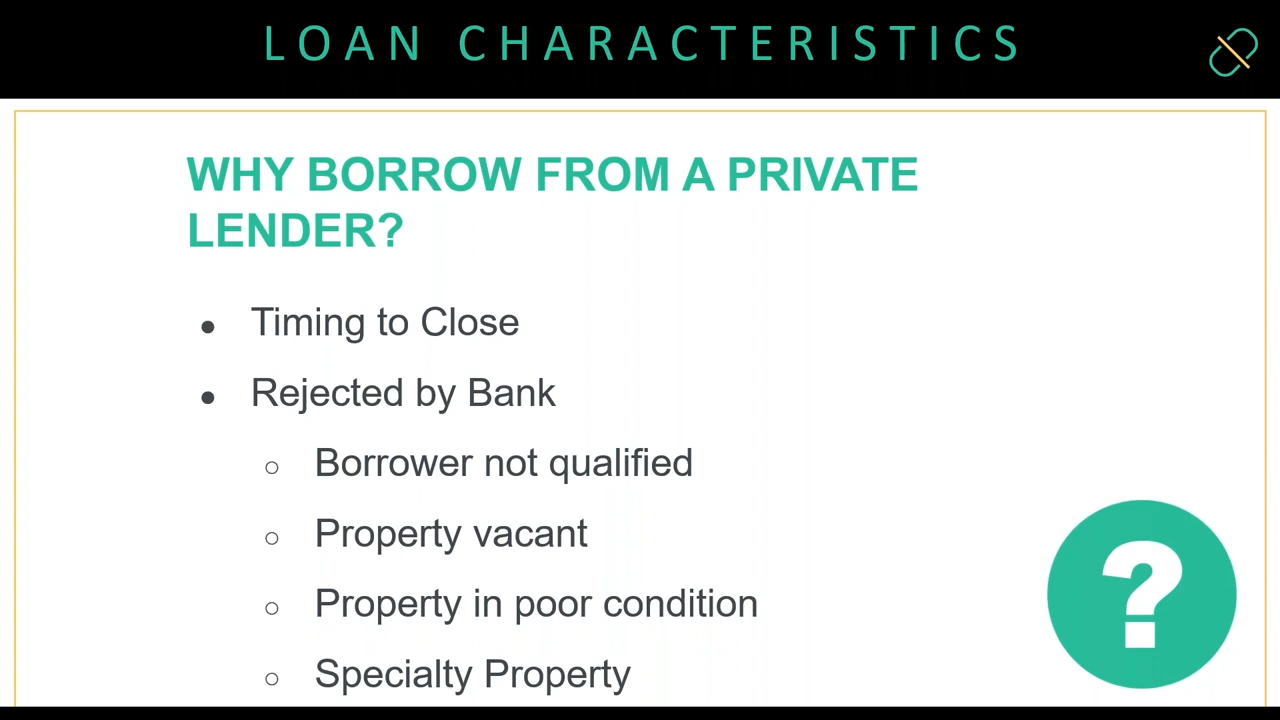 LOAN CHARACTERISTICS
WHY BORROW FROM A PRIVATE
LENDER?
● Timing to Close
● Rejected by Bank
○ Borrower not qualified
○ Property vacant
○ Property in poor condition
○ Specialty Property
?